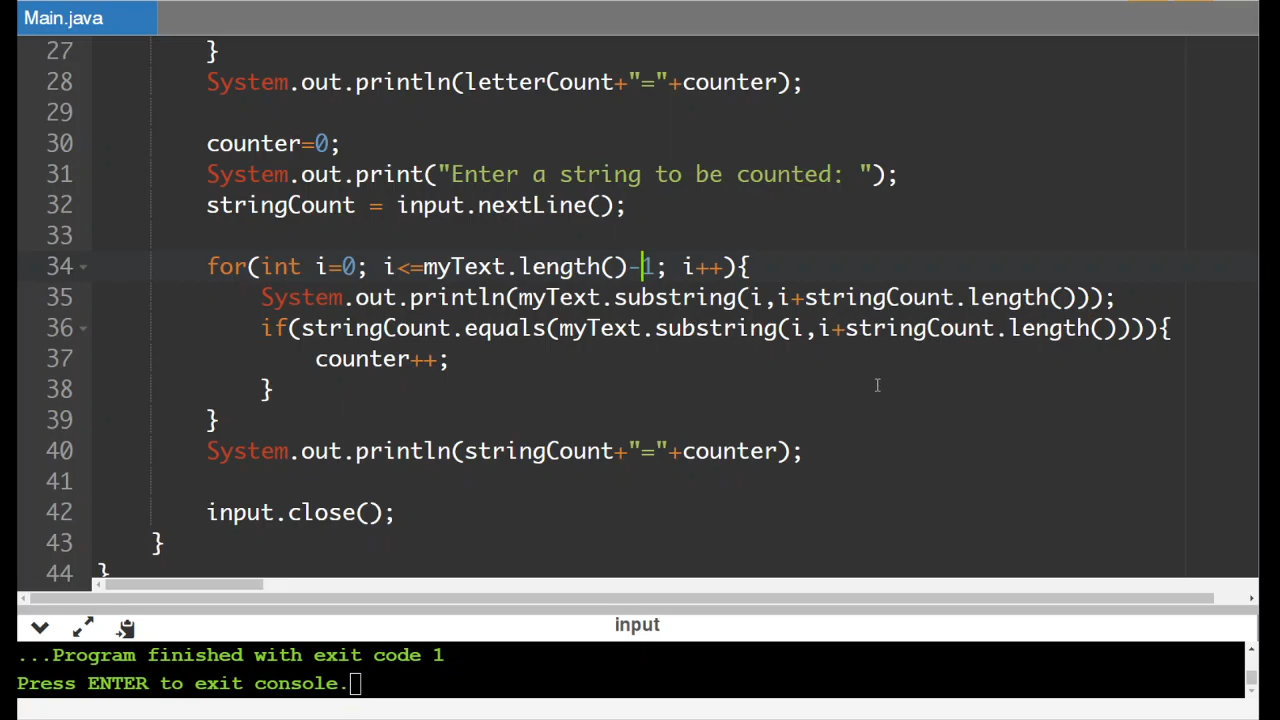 Main.java
27 }
28 System.out.println(letterCount+"="+counter);
29
30 counter=0;
31 System.out.print("Enter a string to be counted: ");
32 stringCount = input.nextLine();
33
34 for(int i=0; i<=myText.length()-1; i++){
35 System.out.println(myText.substring(i,i+stringCount.length()));
36 if(stringCount.equals(myText.substring(i,i+stringCount.length()))){
37 counter++;
38 }
39 }
40 System.out.println(stringCount+"="+counter);
41
42 input.close();
43 }
44 }
input
...Program finished with exit code 1
Press ENTER to exit console.